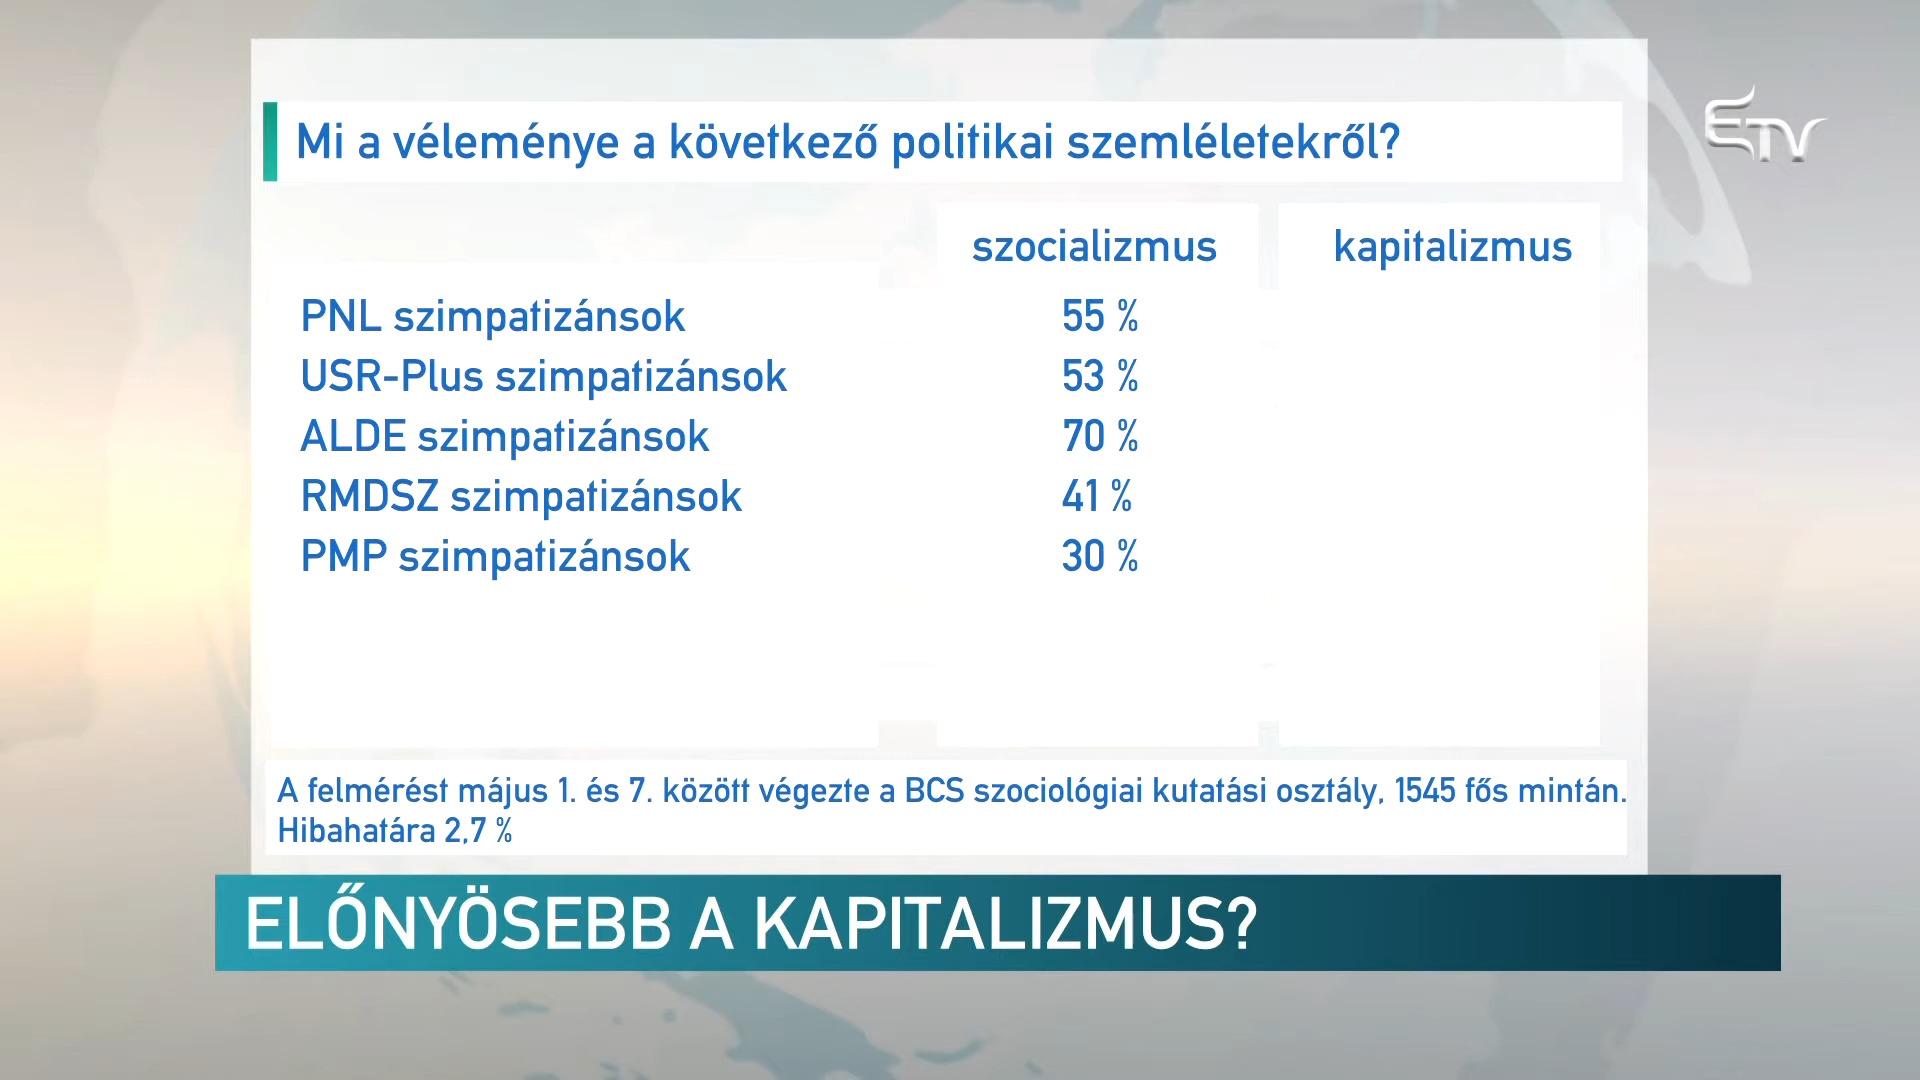 ETV
Mi a véleménye a következő politikai szemléletekről?
szocializmus kapitalizmus
PNL szimpatizánsok 55 %
USR-Plus szimpatizánsok 53 %
ALDE szimpatizánsok 70 %
RMDSZ szimpatizánsok 41 %
PMP szimpatizánsok 30 %
A felmérést május 1. és 7. között végezte a BCS szociológiai kutatási osztály, 1545 fős mintán.
Hibahatára 2,7 %
ELŐNYÖSEBB A KAPITALIZMUS?